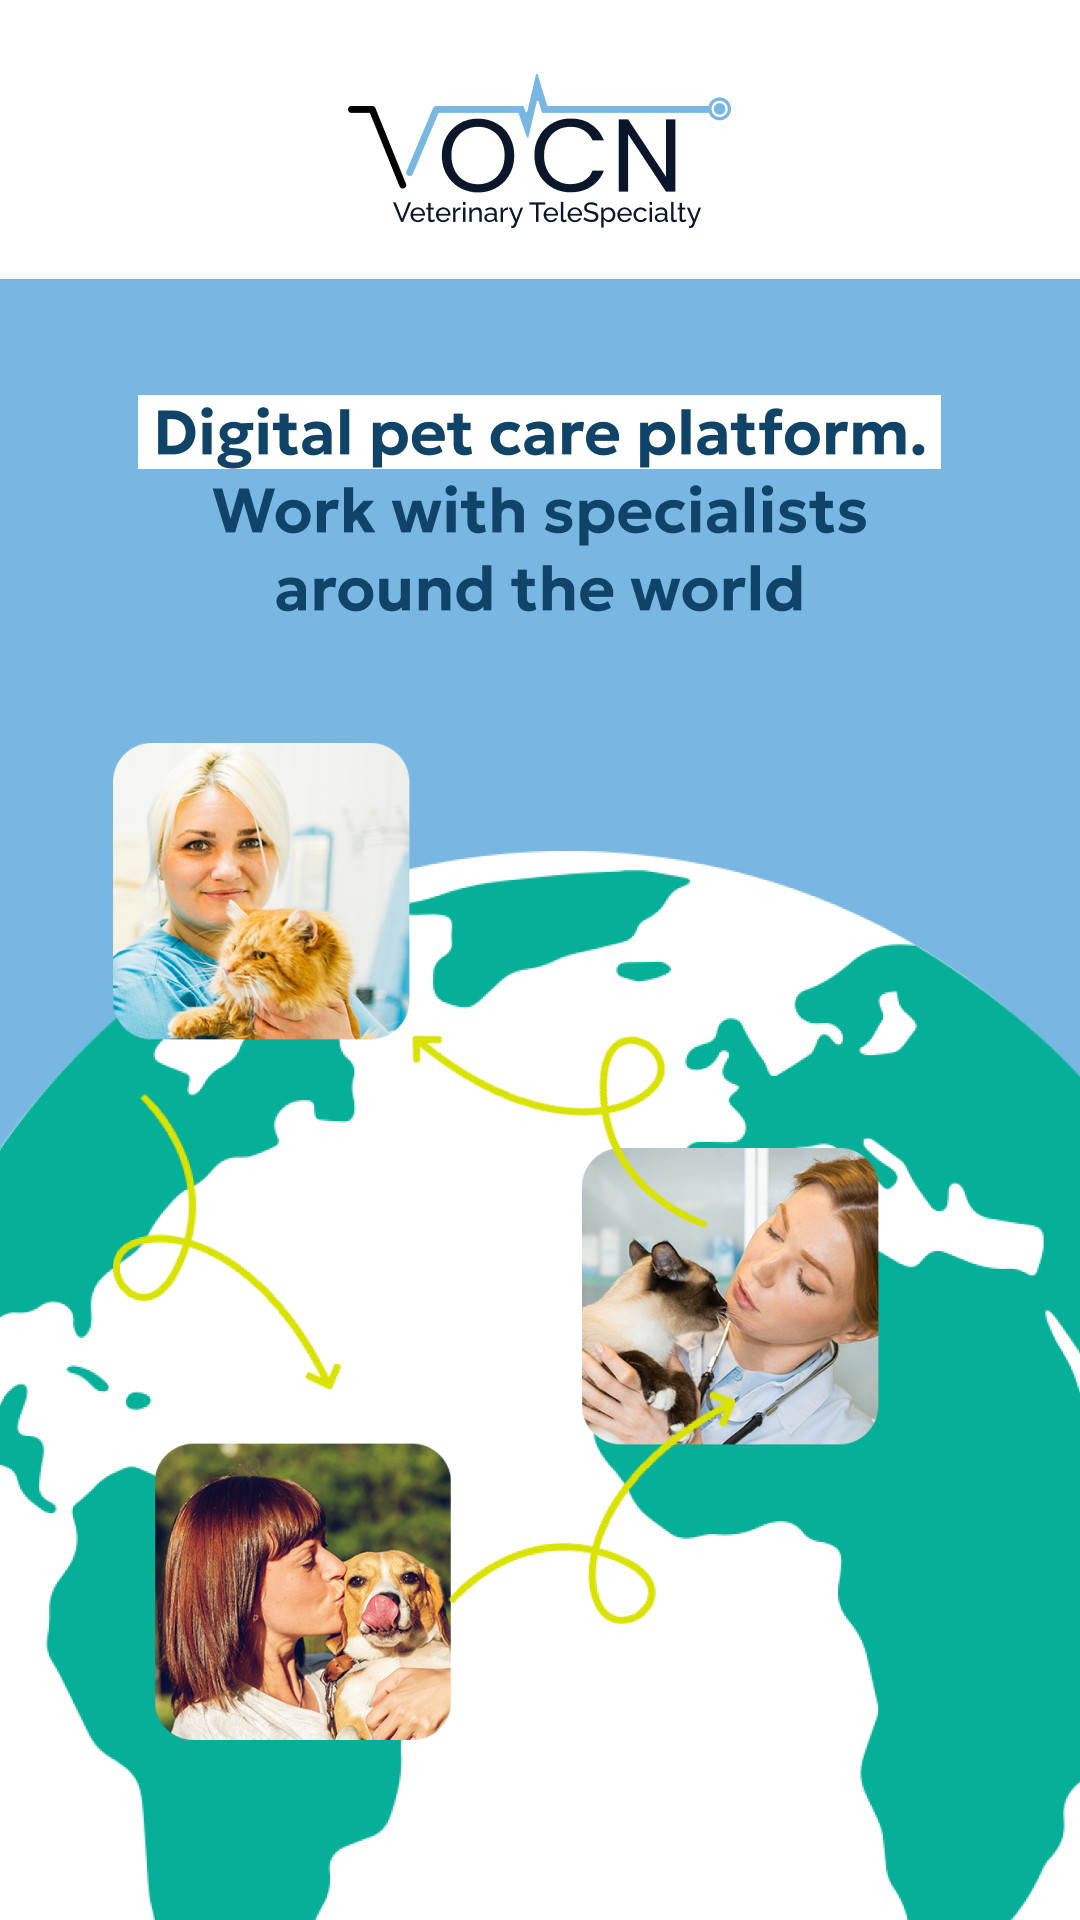 VOCN
Veterinary TeleSpecialty
Digital pet care platform.
Work with specialists
around the world